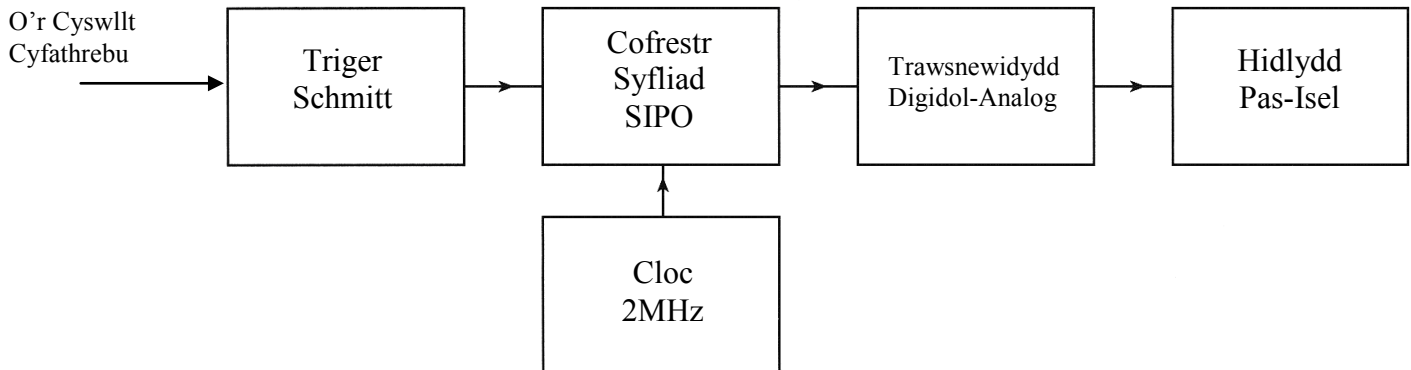 O'r Cyswllt
Cyfathrebu
Triger
Schmitt
Cofrestr
Syfliad
SIPO
Trawsnewidydd
Digidol-Analog
Hidlydd
Pas-Isel
Cloc
2MHz